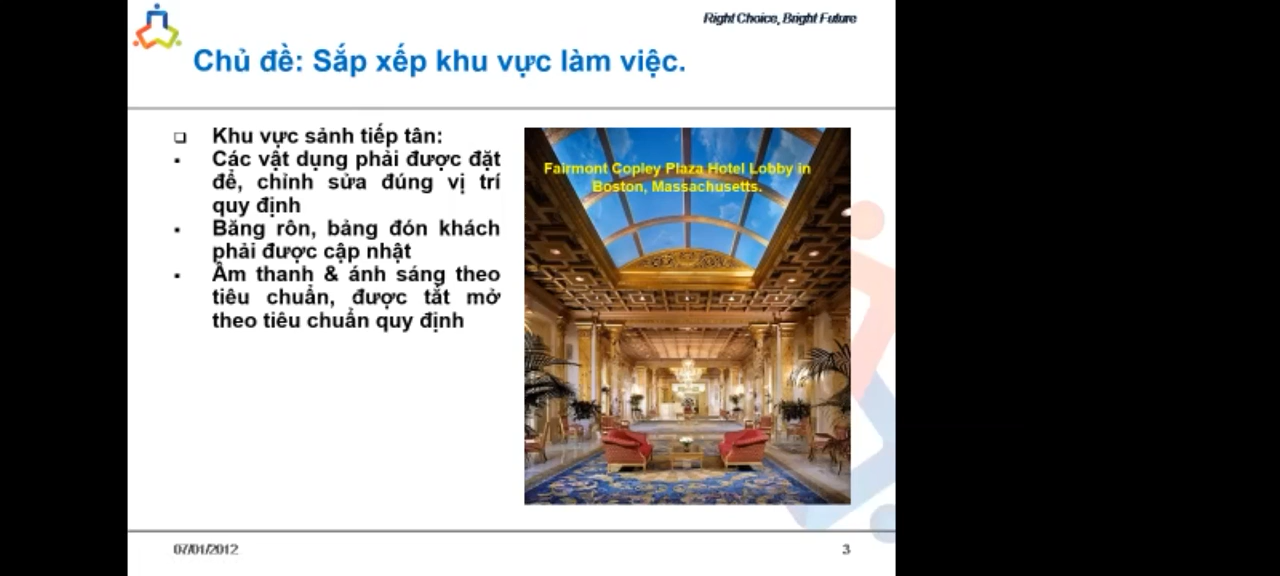 Right Choice, Bright Future
Chủ đề: Sắp xếp khu vực làm việc.
Khu vực sảnh tiếp tân:
Các vật dụng phải được đặt
để, chỉnh sửa đúng vị trí
quy định
Băng rôn, bảng đón khách
phải được cập nhật
Âm thanh & ánh sáng theo
tiêu chuẩn, được tắt mở
theo tiêu chuẩn quy định
Fairmont Copley Plaza Hotel Lobby in
Boston, Massachusetts.
07/01/2012
3